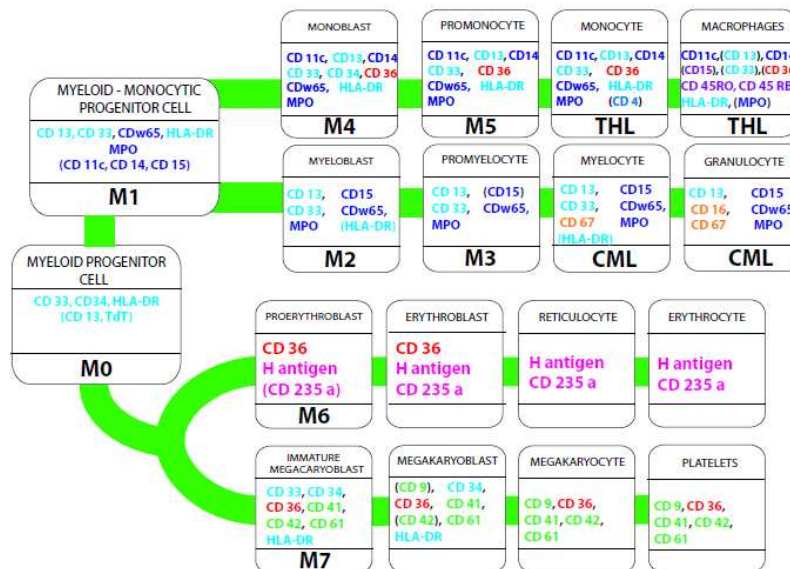 MONOBLAST
CD 11c, CD13, CD14
CD 33, CD 34, CD 36
CDw65, HLA-DR
MPO
M4
PROMONOCYTE
CD 11c, CD13, CD14
CD 33, CD 36
CDw65, HLA-DR
MPO
M5
MONOCYTE
CD 11c, CD13, CD14
CD 33, CD 36
CDw65, HLA-DR
MPO (CD 4)
THL
MACROPHAGES
CD11c,(CD 13), CD14
(CD15), (CD33),(CD 36
CD 45RO, CD 45 RB
HLA-DR, (MPO)
THL
MYELOID - MONOCYTIC
PROGENITOR CELL
CD 13, CD 33, CDw65, HLA-DR
MPO
(CD 11c, CD 14, CD 15)
M1
MYELOBLAST
CD 13, CD15
CD 33, CDw65,
MPO (HLA-DR)
M2
PROMYELOCYTE
CD 13, (CD15)
CD 33, CDw65,
MPO
M3
MYELOCYTE
CD 13, CD15
CD 33, CDw65,
CD 67 MPO
(HLA-DR)
CML
GRANULOCYTE
CD 13, CD15
CD 16, CDw65
CD 67 MPO
CML
MYELOID PROGENITOR
CELL
CD 33, CD34, HLA-DR
(CD 13, TdT)
M0
PROERYTHROBLAST
CD 36
H antigen
(CD 235 a)
M6
ERYTHROBLAST
CD 36
H antigen
CD 235 a
RETICULOCYTE
H antigen
CD 235 a
ERYTHROCYTE
H antigen
CD 235 a
IMMATURE
MEGACARYOBLAST
CD 33, CD 34,
CD 36, CD 41,
CD 42, CD 61
HLA-DR
M7
MEGAKARYOBLAST
(CD 9), CD 34,
CD 36, CD 41,
(CD 42), CD 61
HLA-DR
MEGAKARYOCYTE
CD 9, CD 36,
CD 41, CD 42,
CD 61
PLATELETS
CD 9, CD 36,
CD 41, CD 42,
CD 61